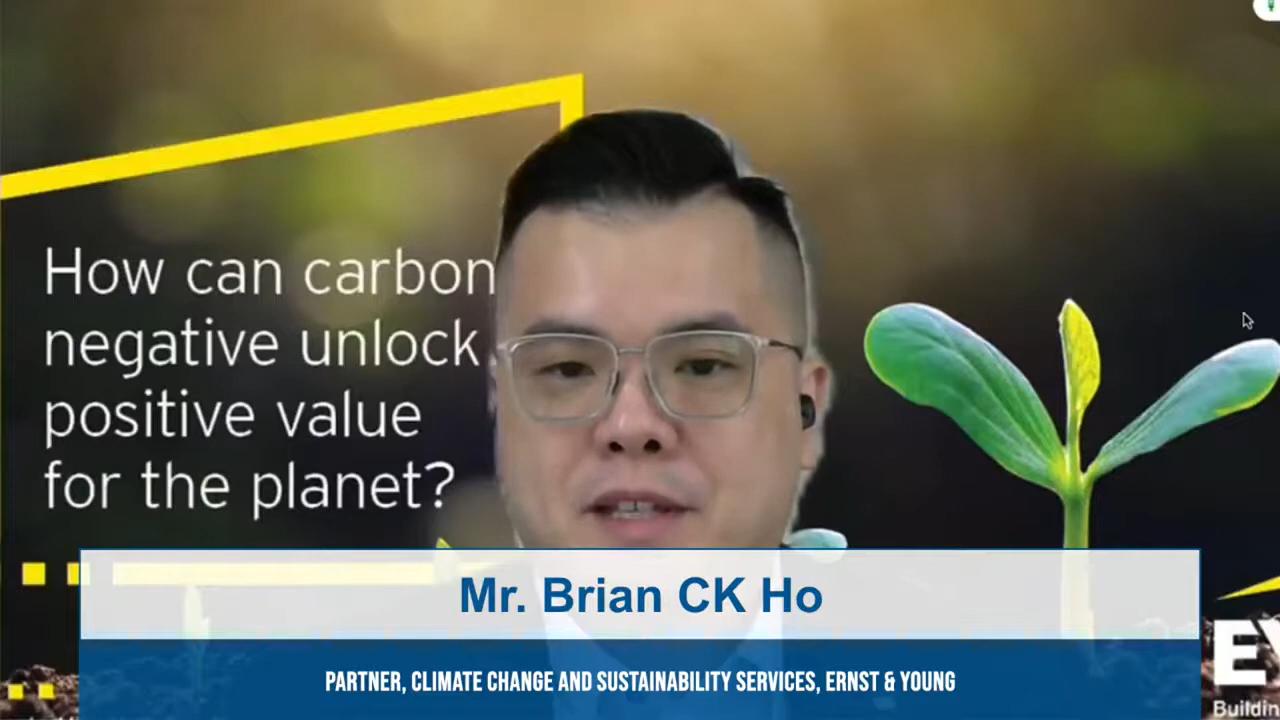 How can carbon
negative unlock
positive value
for the planet?
Mr. Brian CK Ho
PARTNER, CLIMATE CHANGE AND SUSTAINABILITY SERVICES, ERNST & YOUNG